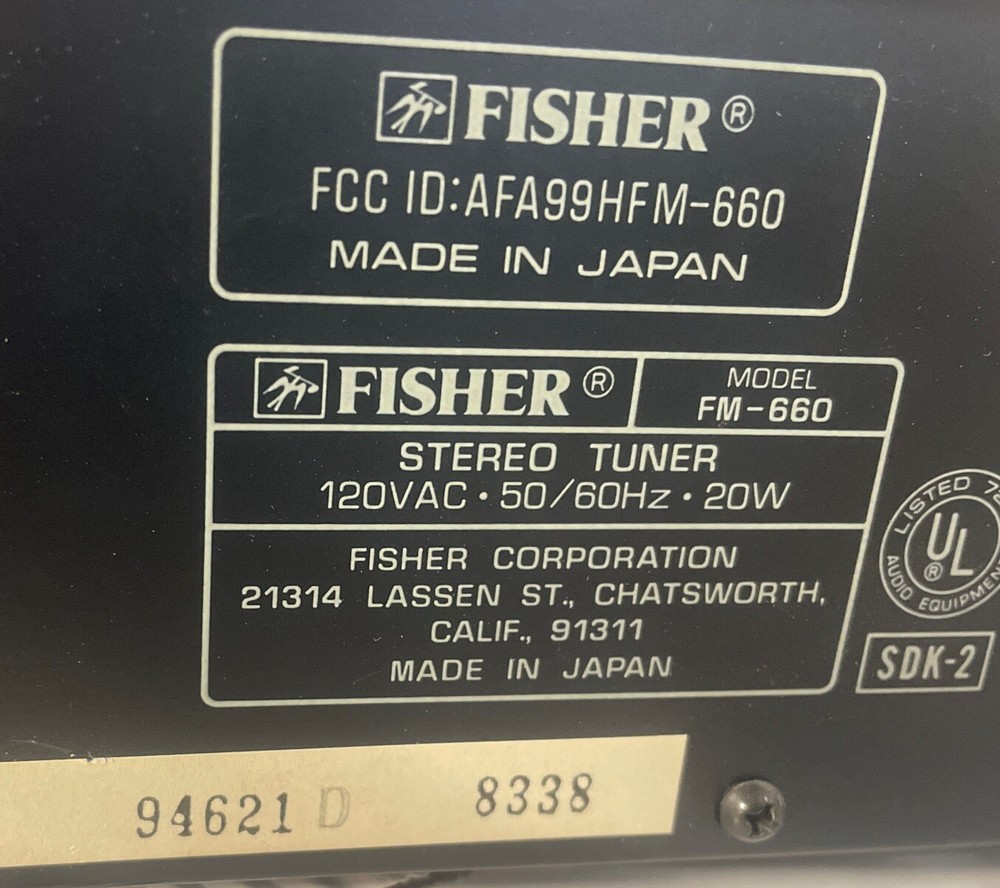 FISHER®
FCC ID:AFA99HFM-660
MADE IN JAPAN
FISHER®
MODEL
FM-660
STEREO TUNER
120VAC·50/60Hz·20W
FISHER CORPORATION
21314 LASSEN ST., CHATSWORTH,
CALIF., 91311
MADE IN JAPAN
LISTED
UL®
AUDIO
SDK-2
94621 D 8338